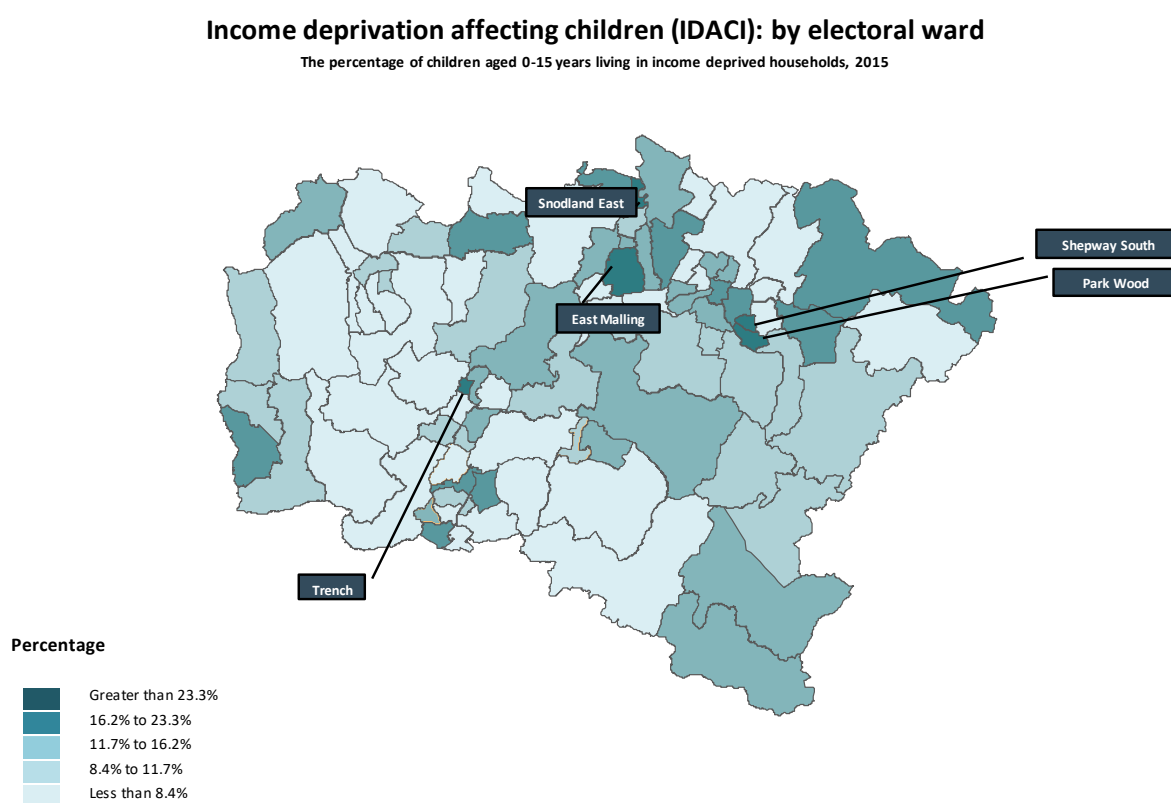 Income deprivation affecting children (IDACI): by electoral ward
The percentage of children aged 0-15 years living in income deprived households, 2015
Snodland East
Shepway South
Park Wood
East Malling
Trench
Percentage
Greater than 23.3%
16.2% to 23.3%
11.7% to 16.2%
8.4% to 11.7%
Less than 8.4%